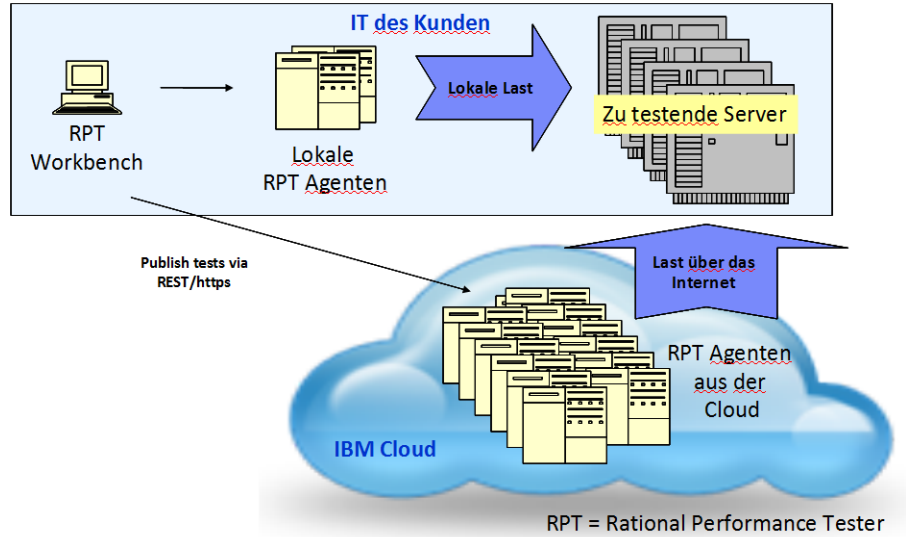 IT des Kunden
RPT
Workbench
Lokale
RPT Agenten
Lokale Last
Zu testende Server
Publish tests via
REST/https
Last über das
Internet
RPT Agenten
aus der
Cloud
IBM Cloud
RPT = Rational Performance Tester